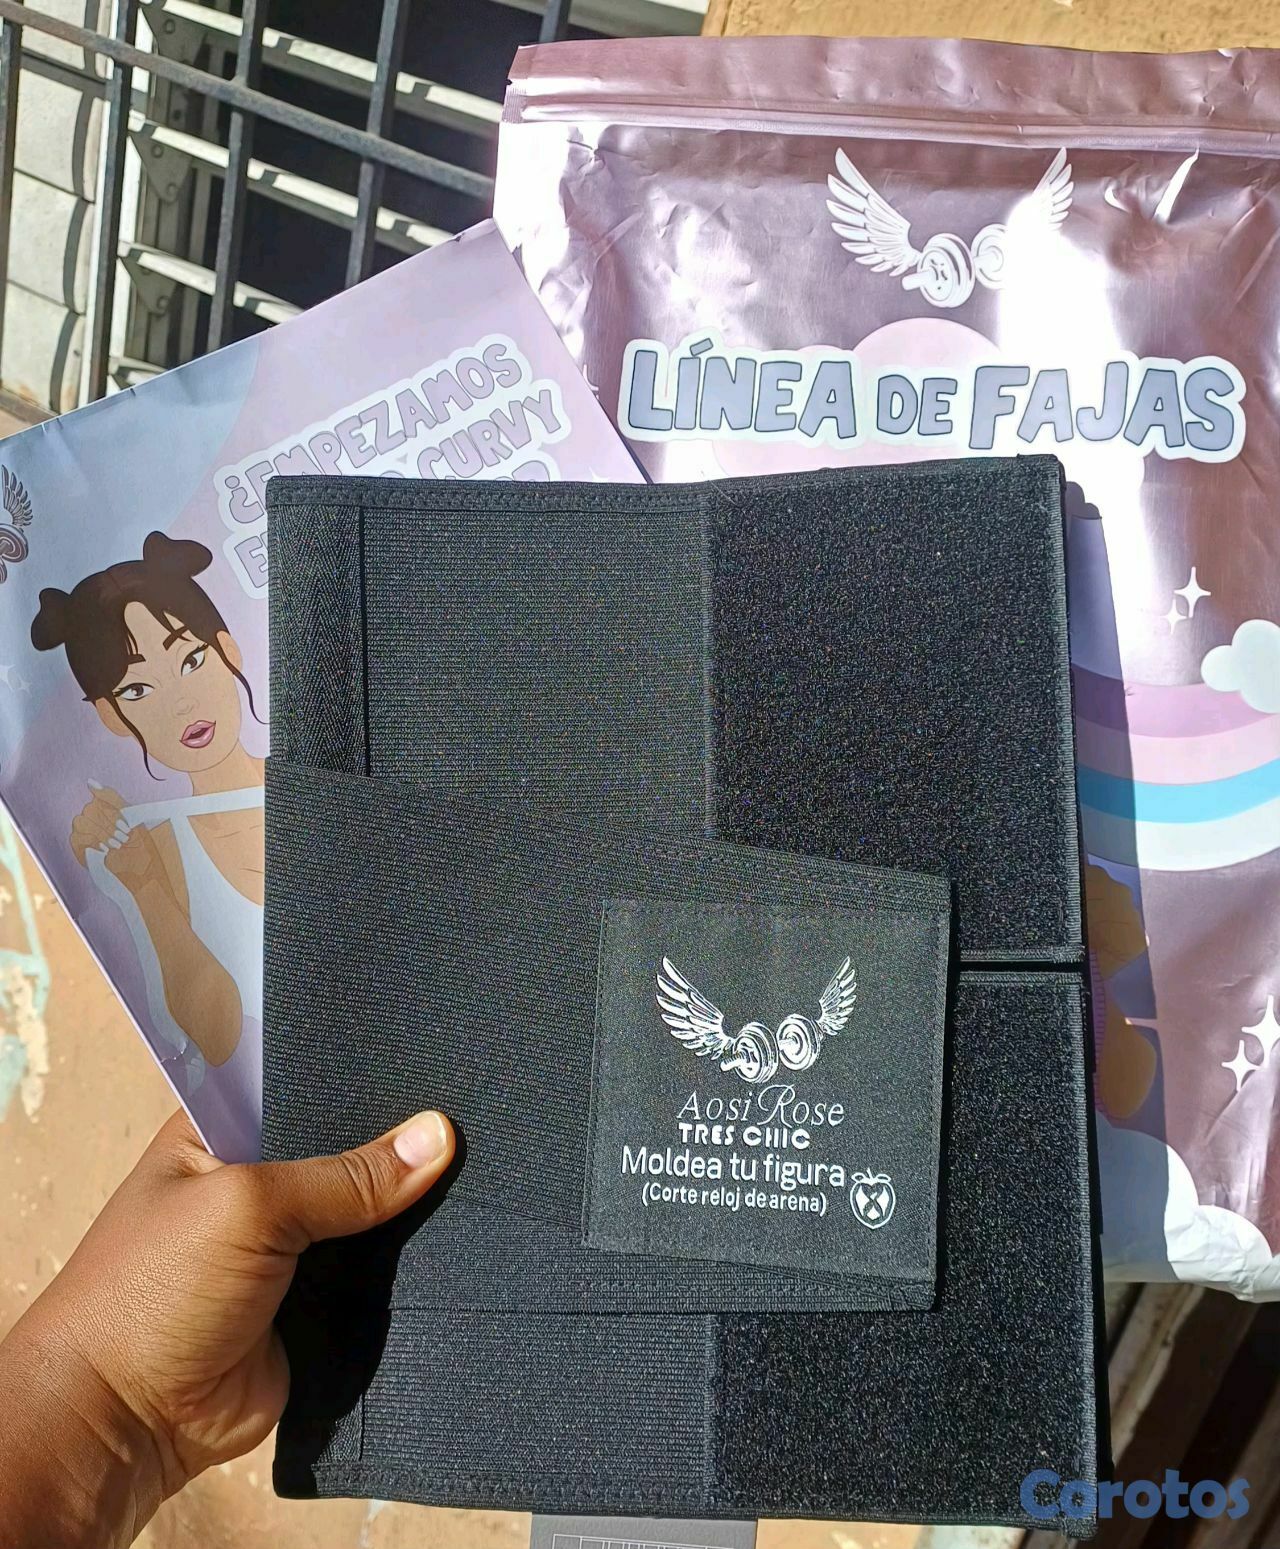 LÍNEA DE FAJAS
¿EMPEZAMOS
CURVY
Aosi Rose
TRES CHIC
Moldea tu figura
(Corte reloj de arena)
Corotos